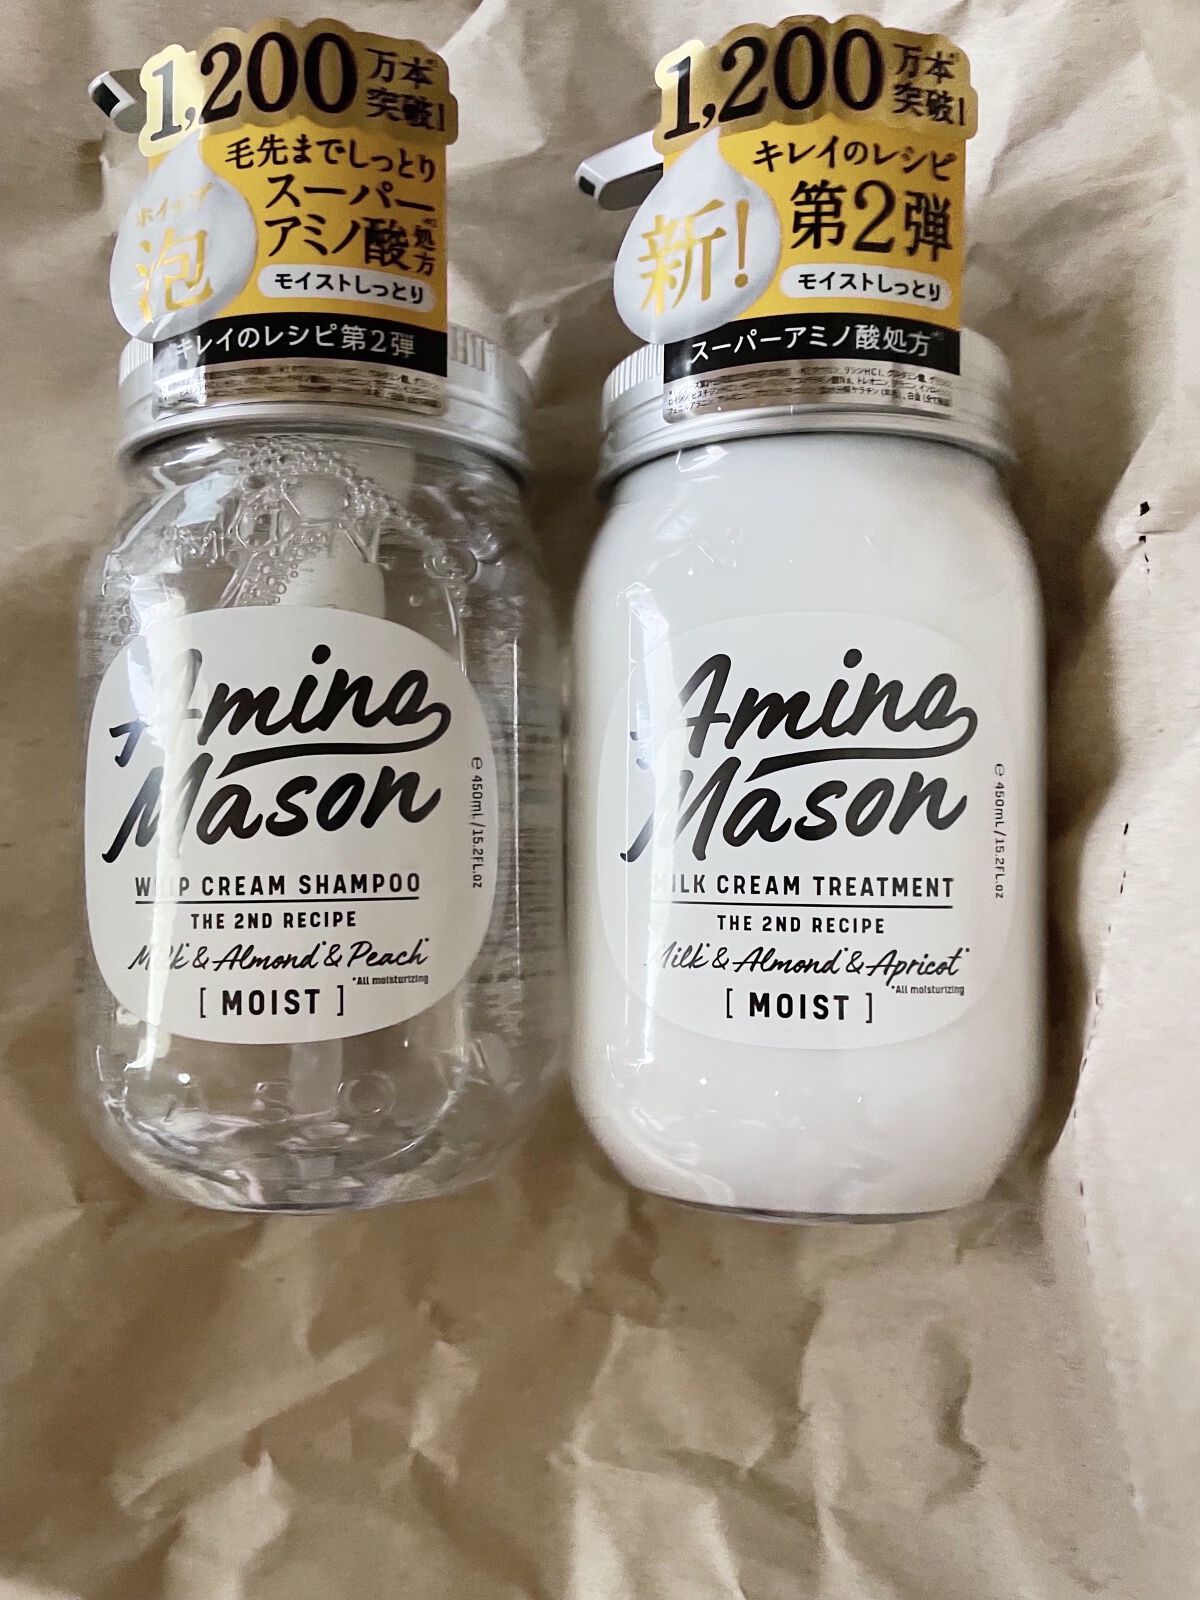 1,200万本突破!
毛先までしっとり
スーパー
アミノ酸処方
ホイップ
泡
モイストしっとり
キレイのレシピ第2弾
Amino
Mason
WHIP CREAM SHAMPOO
THE 2ND RECIPE
Milk*&Almond*&Peach*
*All moisturizing
[ MOIST ]
℮ 450mL/15.2FL.oz
1,200万本突破!
キレイのレシピ
第2弾
新!
モイストしっとり
スーパーアミノ酸処方
Amino
Mason
MILK CREAM TREATMENT
THE 2ND RECIPE
Milk*&Almond*&Apricot*
*All moisturizing
[ MOIST ]
℮ 450mL/15.2FL.oz